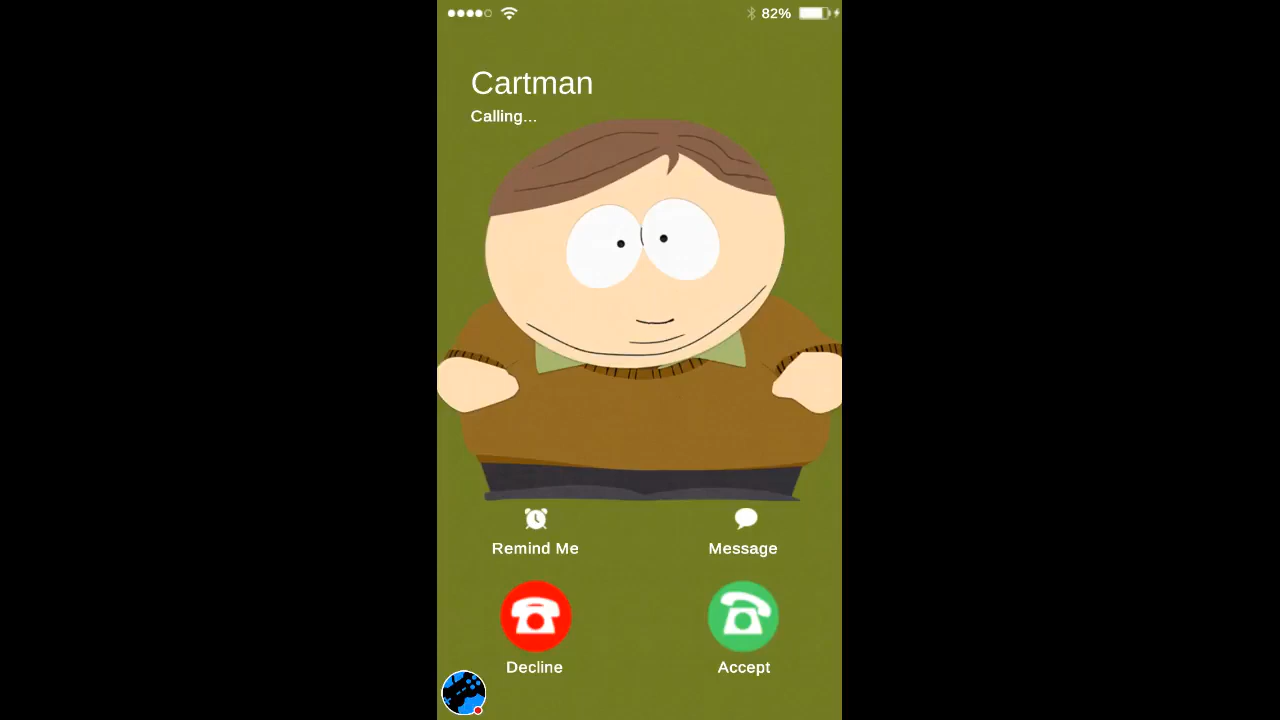 82%
Cartman
Calling...
Remind Me
Message
Decline
Accept